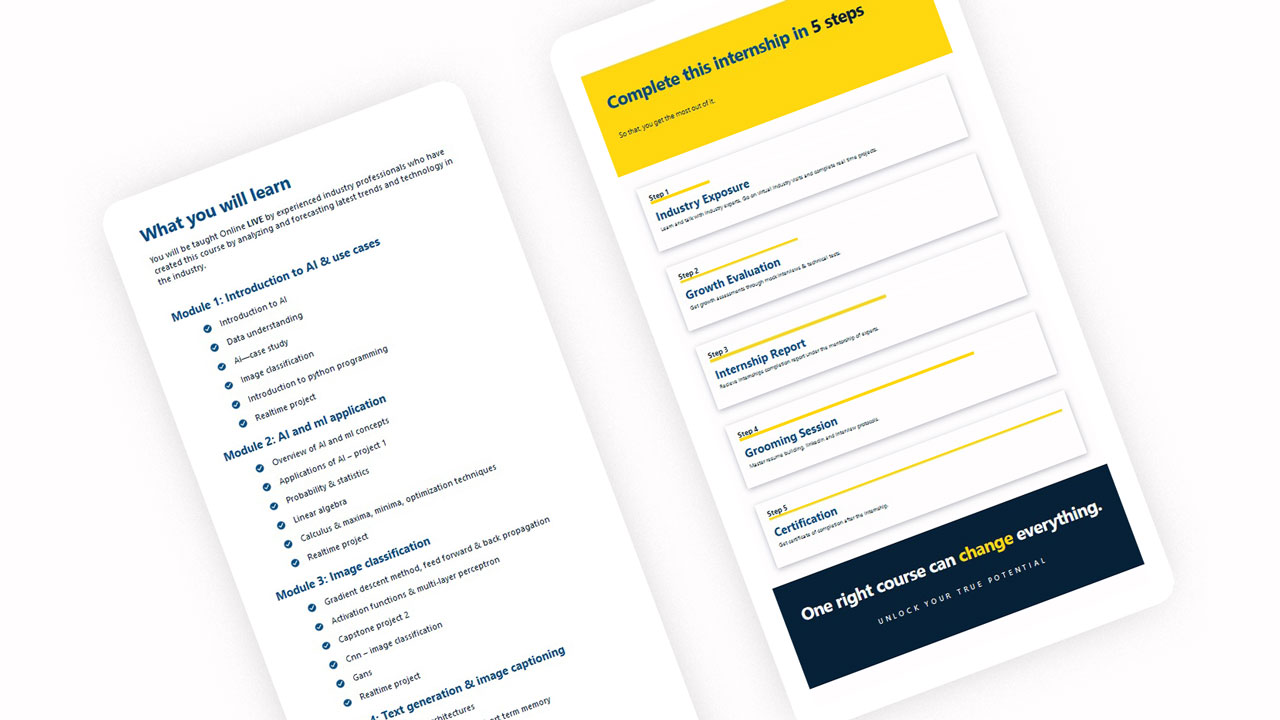 What you will learn
You will be taught Online LIVE by experienced industry professionals who have
created this course by analyzing and forecasting latest trends and technology in
the industry.
Module 1: Introduction to AI & use cases
Introduction to AI
Data understanding
Ai—case study
Image classification
Introduction to python programming
Realtime project
Module 2: AI and ml application
Overview of AI and ml concepts
Applications of AI – project 1
Probability & statistics
Linear algebra
Calculus & maxima, minima, optimization techniques
Realtime project
Module 3: Image classification
Gradient descent method, feed forward & back propagation
Activation functions & multi-layer perceptron
Capstone project 2
Cnn – image classification
Gans
Realtime project
4: Text generation & image captioning
term memory
Complete this internship in 5 steps
So that, you get the most out of it.
Step 1
Industry Exposure
Learn and talk with industry experts. Go on virtual industry visits and complete real time projects.
Step 2
Growth Evaluation
Get growth assessments through mock interviews & technical tests.
Step 3
Internship Report
Recieve internships completion report under the mentorship of experts.
Step 4
Grooming Session
Master resume building, linkedin and interview protocols.
Step 5
Certification
Get certificate of completion after the internship.
One right course can change everything.
UNLOCK YOUR TRUE POTENTIAL